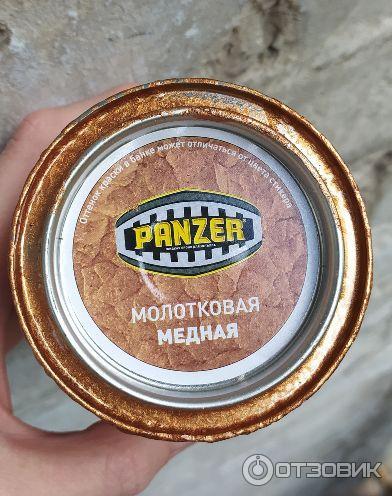 Оттенок краски в банке может отличаться от цвета стикера
PANZER
МОЛОТКОВАЯ
МЕДНАЯ
ОТЗОВИК